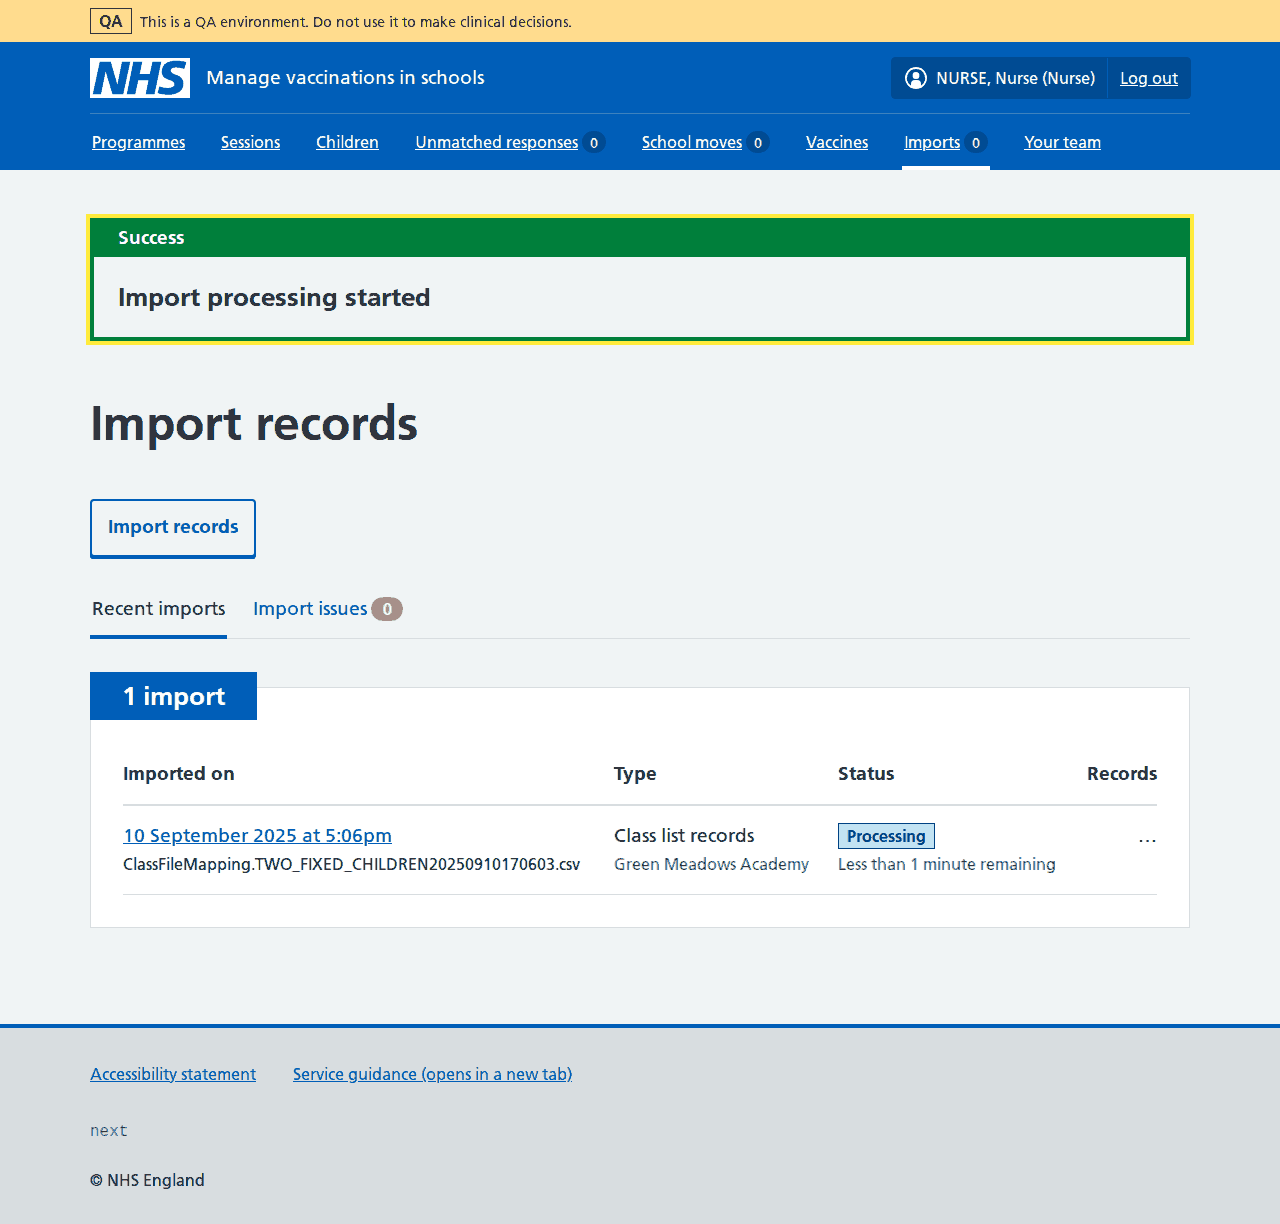 QA This is a QA environment. Do not use it to make clinical decisions.
NHS Manage vaccinations in schools NURSE, Nurse (Nurse) Log out
Programmes Sessions Children Unmatched responses 0 School moves 0 Vaccines Imports 0 Your team
Success
Import processing started
Import records
Import records
Recent imports Import issues 0
1 import
Imported on Type Status Records
10 September 2025 at 5:06pm Class list records Processing ...
ClassFileMapping.TWO_FIXED_CHILDREN20250910170603.csv Green Meadows Academy Less than 1 minute remaining
Accessibility statement Service guidance (opens in a new tab)
next
© NHS England